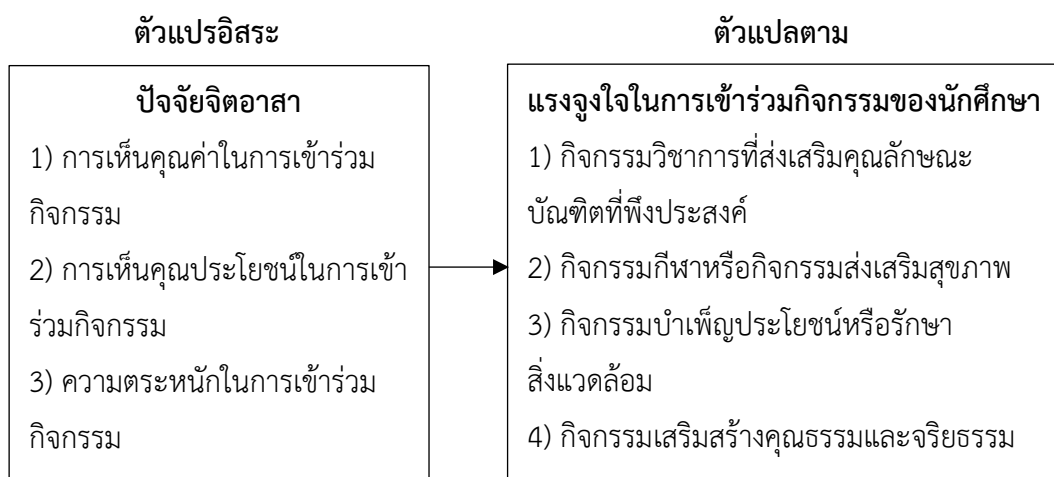 ตัวแปรอิสระ
ปัจจัยจิตอาสา
1) การเห็นคุณค่าในการเข้าร่วม
กิจกรรม
2) การเห็นคุณประโยชน์ในการเข้า
ร่วมกิจกรรม
3) ความตระหนักในการเข้าร่วม
กิจกรรม
ตัวแปลตาม
แรงจูงใจในการเข้าร่วมกิจกรรมของนักศึกษา
1) กิจกรรมวิชาการที่ส่งเสริมคุณลักษณะ
บัณฑิตที่พึงประสงค์
2) กิจกรรมกีฬาหรือกิจกรรมส่งเสริมสุขภาพ
3) กิจกรรมบำเพ็ญประโยชน์หรือรักษา
สิ่งแวดล้อม
4) กิจกรรมเสริมสร้างคุณธรรมและจริยธรรม